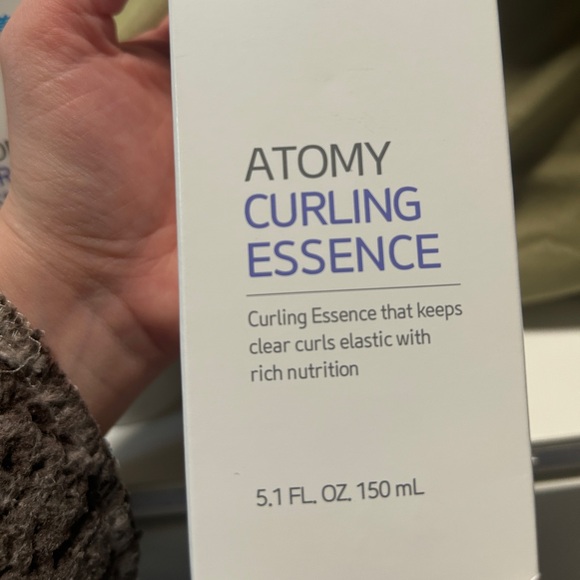 ATOMY
CURLING
ESSENCE
Curling Essence that keeps
clear curls elastic with
rich nutrition
5.1 FL. OZ. 150 mL